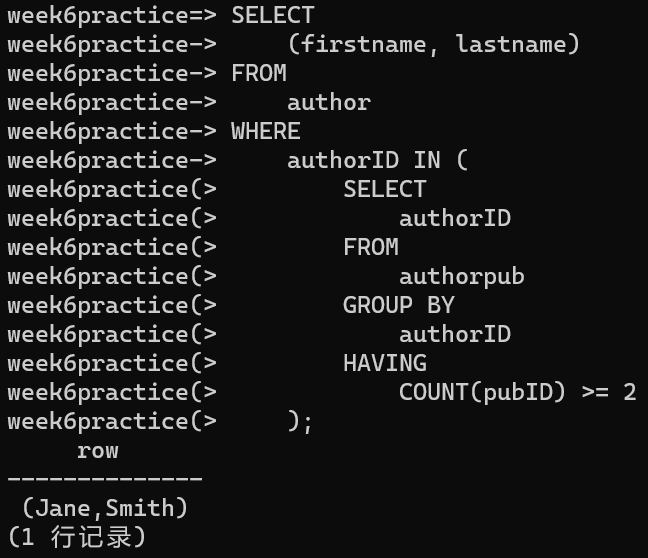 week6practice=> SELECT
week6practice->     (firstname, lastname)
week6practice-> FROM
week6practice->     author
week6practice-> WHERE
week6practice->     authorID IN (
week6practice(>         SELECT
week6practice(>             authorID
week6practice(>         FROM
week6practice(>             authorpub
week6practice(>         GROUP BY
week6practice(>             authorID
week6practice(>         HAVING
week6practice(>             COUNT(pubID) >= 2
week6practice(>     );
     row
--------------
 (Jane,Smith)
(1 行记录)